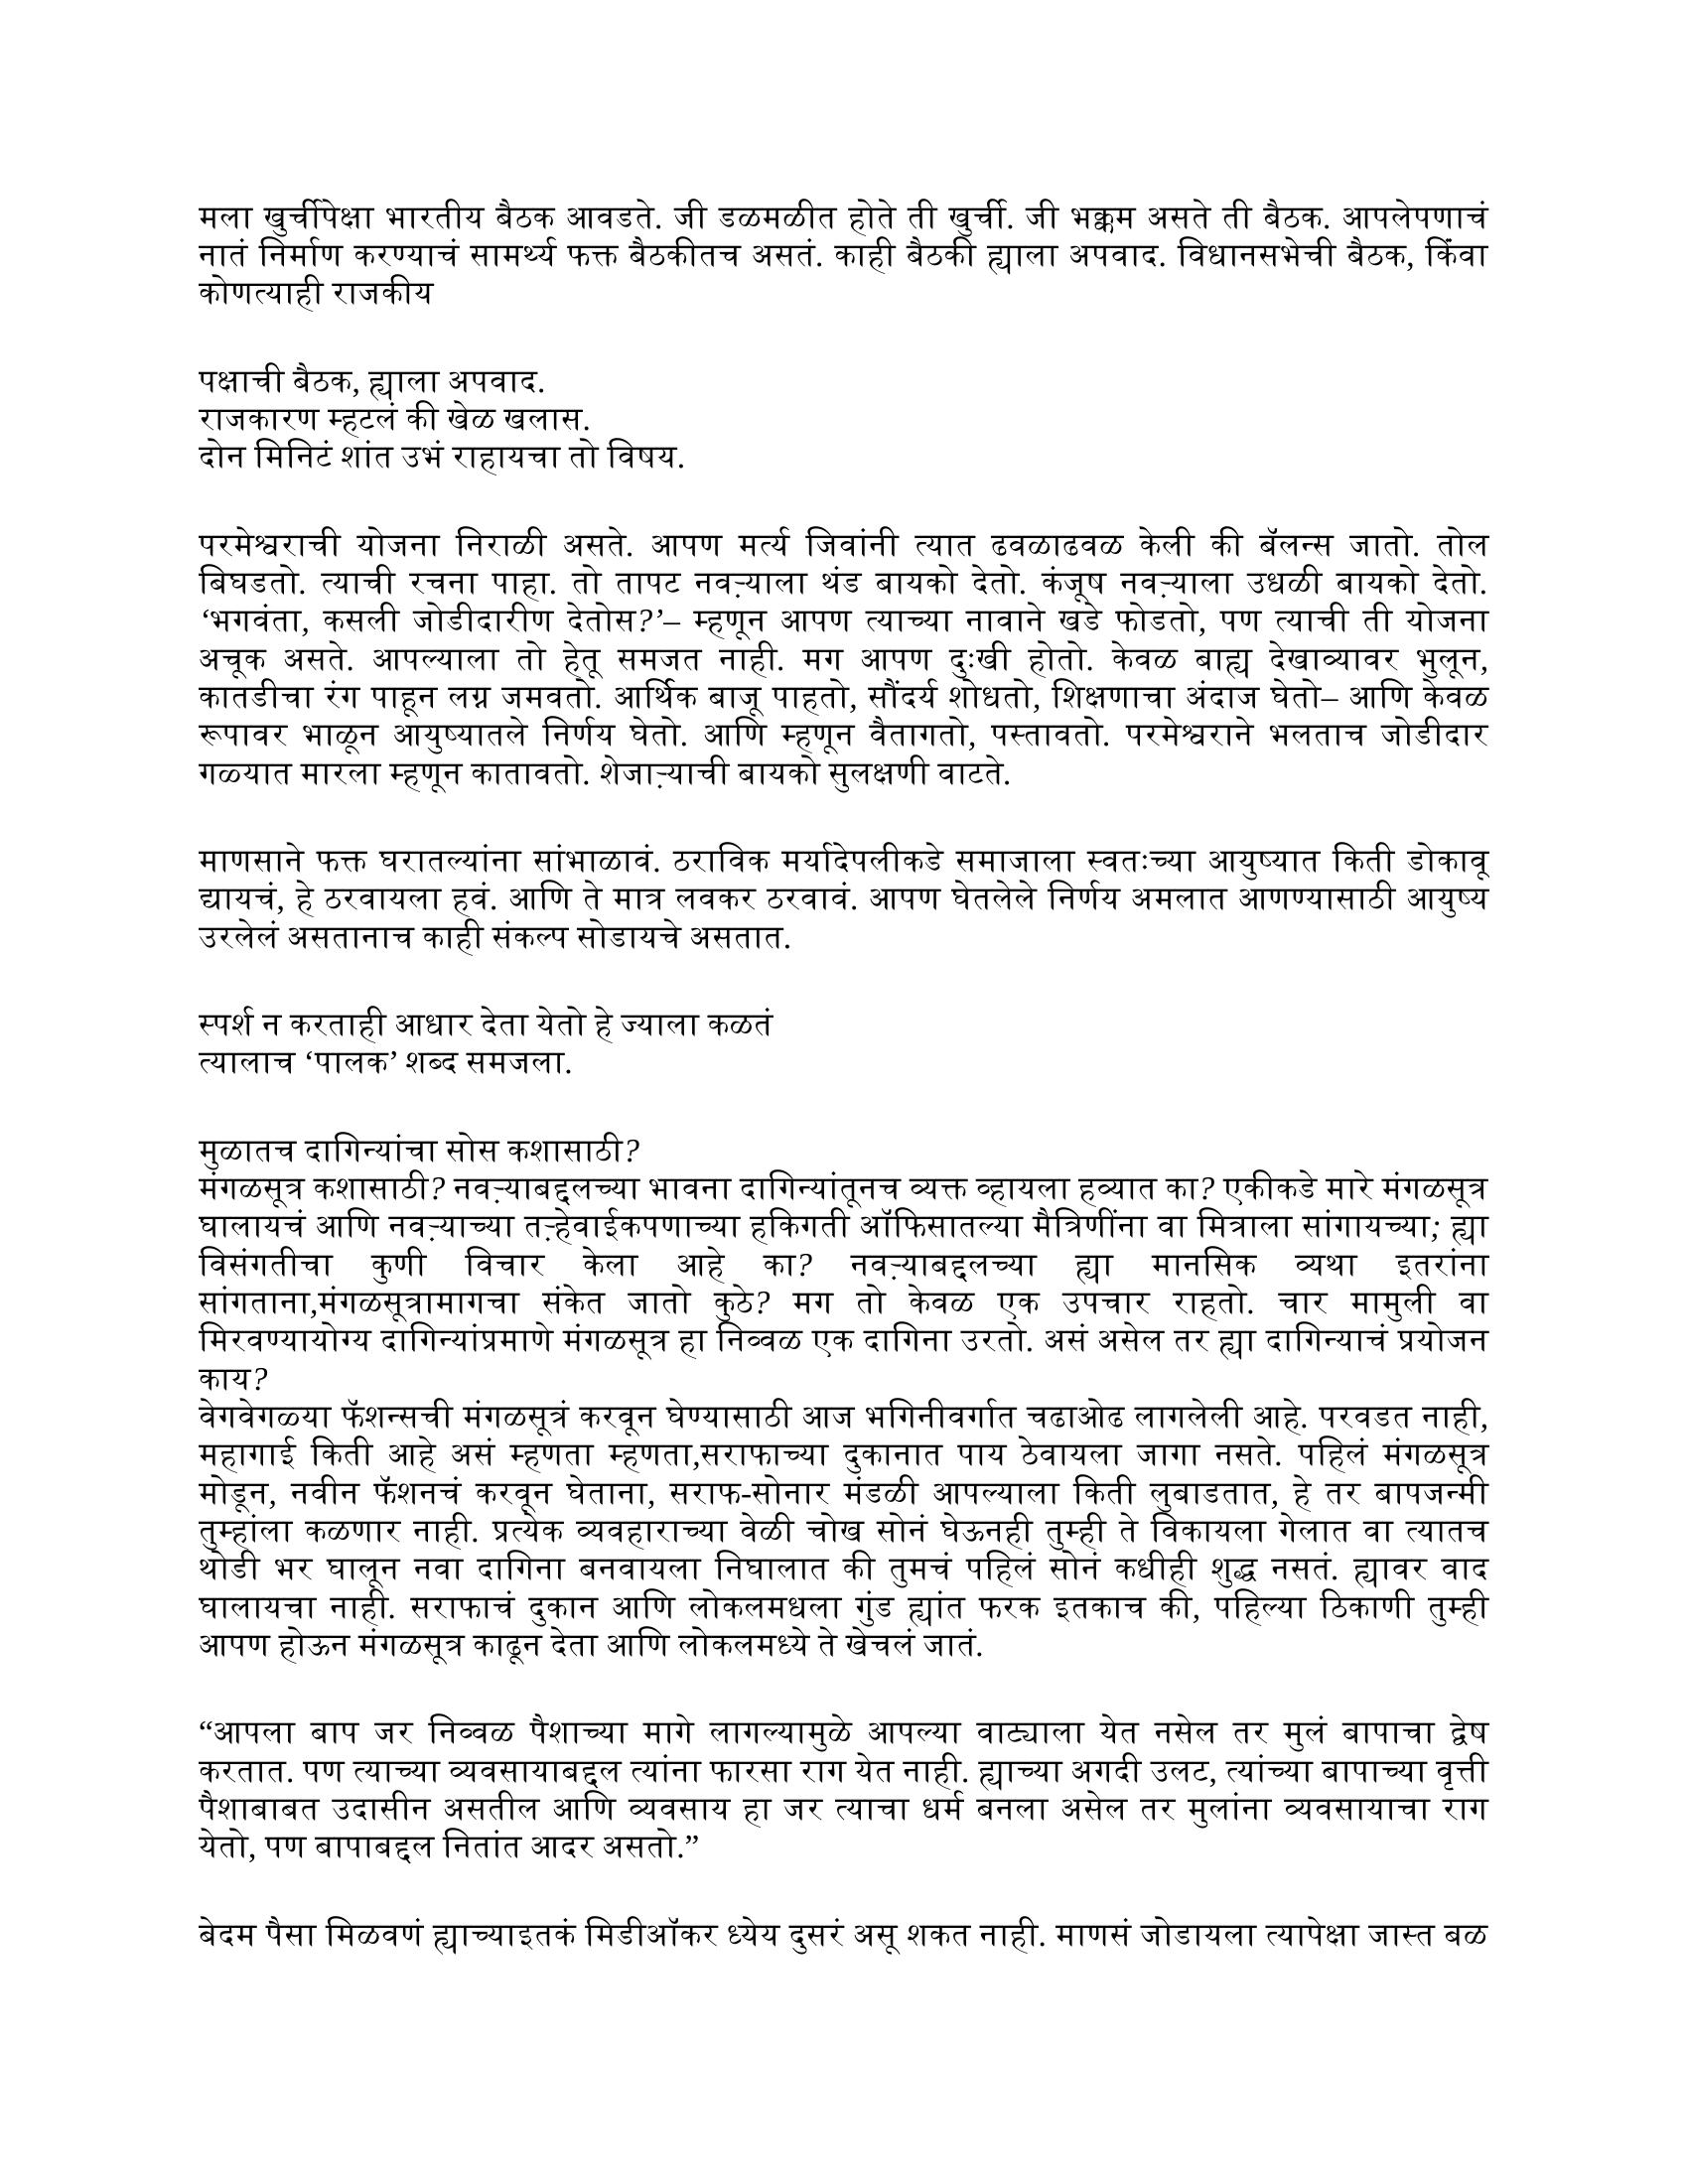 मला खुर्चीपेक्षा भारतीय बैठक आवडते. जी डळमळीत होते ती खुर्ची. जी भक्कम असते ती बैठक. आपलेपणाचं
नातं निर्माण करण्याचं सामर्थ्य फक्त बैठकीतच असतं. काही बैठकी ह्याला अपवाद. विधानसभेची बैठक, किंवा
कोणत्याही राजकीय
पक्षाची बैठक, ह्याला अपवाद.
राजकारण म्हटलं की खेळ खलास.
दोन मिनिटं शांत उभं राहायचा तो विषय.
परमेश्वराची योजना निराळी असते. आपण मर्त्य जिवांनी त्यात ढवळाढवळ केली की बॅलन्स जातो. तोल
बिघडतो. त्याची रचना पाहा. तो तापट नवऱ्याला थंड बायको देतो. कंजूष नवऱ्याला उधळी बायको देतो.
‘भगवंता, कसली जोडीदारीण देतोस?’– म्हणून आपण त्याच्या नावाने खडे फोडतो, पण त्याची ती योजना
अचूक असते. आपल्याला तो हेतू समजत नाही. मग आपण दुःखी होतो. केवळ बाह्य देखाव्यावर भुलून,
कातडीचा रंग पाहून लग्न जमवतो. आर्थिक बाजू पाहतो, सौंदर्य शोधतो, शिक्षणाचा अंदाज घेतो– आणि केवळ
रूपावर भाळून आयुष्यातले निर्णय घेतो. आणि म्हणून वैतागतो, पस्तावतो. परमेश्वराने भलताच जोडीदार
गळ्यात मारला म्हणून कातावतो. शेजाऱ्याची बायको सुलक्षणी वाटते.
माणसाने फक्त घरातल्यांना सांभाळावं. ठराविक मर्यादेपलीकडे समाजाला स्वतःच्या आयुष्यात किती डोकावू
द्यायचं, हे ठरवायला हवं. आणि ते मात्र लवकर ठरवावं. आपण घेतलेले निर्णय अमलात आणण्यासाठी आयुष्य
उरलेलं असतानाच काही संकल्प सोडायचे असतात.
स्पर्श न करताही आधार देता येतो हे ज्याला कळतं
त्यालाच ‘पालक’ शब्द समजला.
मुळातच दागिन्यांचा सोस कशासाठी?
मंगळसूत्र कशासाठी? नवऱ्याबद्दलच्या भावना दागिन्यांतूनच व्यक्त व्हायला हव्यात का? एकीकडे मारे मंगळसूत्र
घालायचं आणि नवऱ्याच्या तऱ्हेवाईकपणाच्या हकिगती ऑफिसातल्या मैत्रिणींना वा मित्राला सांगायच्या; ह्या
विसंगतीचा कुणी विचार केला आहे का? नवऱ्याबद्दलच्या ह्या मानसिक व्यथा इतरांना
सांगताना,मंगळसूत्रामागचा संकेत जातो कुठे? मग तो केवळ एक उपचार राहतो. चार मामुली वा
मिरवण्यायोग्य दागिन्यांप्रमाणे मंगळसूत्र हा निव्वळ एक दागिना उरतो. असं असेल तर ह्या दागिन्याचं प्रयोजन
काय?
वेगवेगळ्या फॅशन्सची मंगळसूत्रं करवून घेण्यासाठी आज भगिनीवर्गात चढाओढ लागलेली आहे. परवडत नाही,
महागाई किती आहे असं म्हणता म्हणता,सराफाच्या दुकानात पाय ठेवायला जागा नसते. पहिलं मंगळसूत्र
मोडून, नवीन फॅशनचं करवून घेताना, सराफ-सोनार मंडळी आपल्याला किती लुबाडतात, हे तर बापजन्मी
तुम्हांला कळणार नाही. प्रत्येक व्यवहाराच्या वेळी चोख सोनं घेऊनही तुम्ही ते विकायला गेलात वा त्यातच
थोडी भर घालून नवा दागिना बनवायला निघालात की तुमचं पहिलं सोनं कधीही शुद्ध नसतं. ह्यावर वाद
घालायचा नाही. सराफाचं दुकान आणि लोकलमधला गुंड ह्यांत फरक इतकाच की, पहिल्या ठिकाणी तुम्ही
आपण होऊन मंगळसूत्र काढून देता आणि लोकलमध्ये ते खेचलं जातं.
“आपला बाप जर निव्वळ पैशाच्या मागे लागल्यामुळे आपल्या वाट्याला येत नसेल तर मुलं बापाचा द्वेष
करतात. पण त्याच्या व्यवसायाबद्दल त्यांना फारसा राग येत नाही. ह्याच्या अगदी उलट, त्यांच्या बापाच्या वृत्ती
पैशाबाबत उदासीन असतील आणि व्यवसाय हा जर त्याचा धर्म बनला असेल तर मुलांना व्यवसायाचा राग
येतो, पण बापाबद्दल नितांत आदर असतो.”
बेदम पैसा मिळवणं ह्याच्याइतकं मिडीऑकर ध्येय दुसरं असू शकत नाही. माणसं जोडायला त्यापेक्षा जास्त बळ